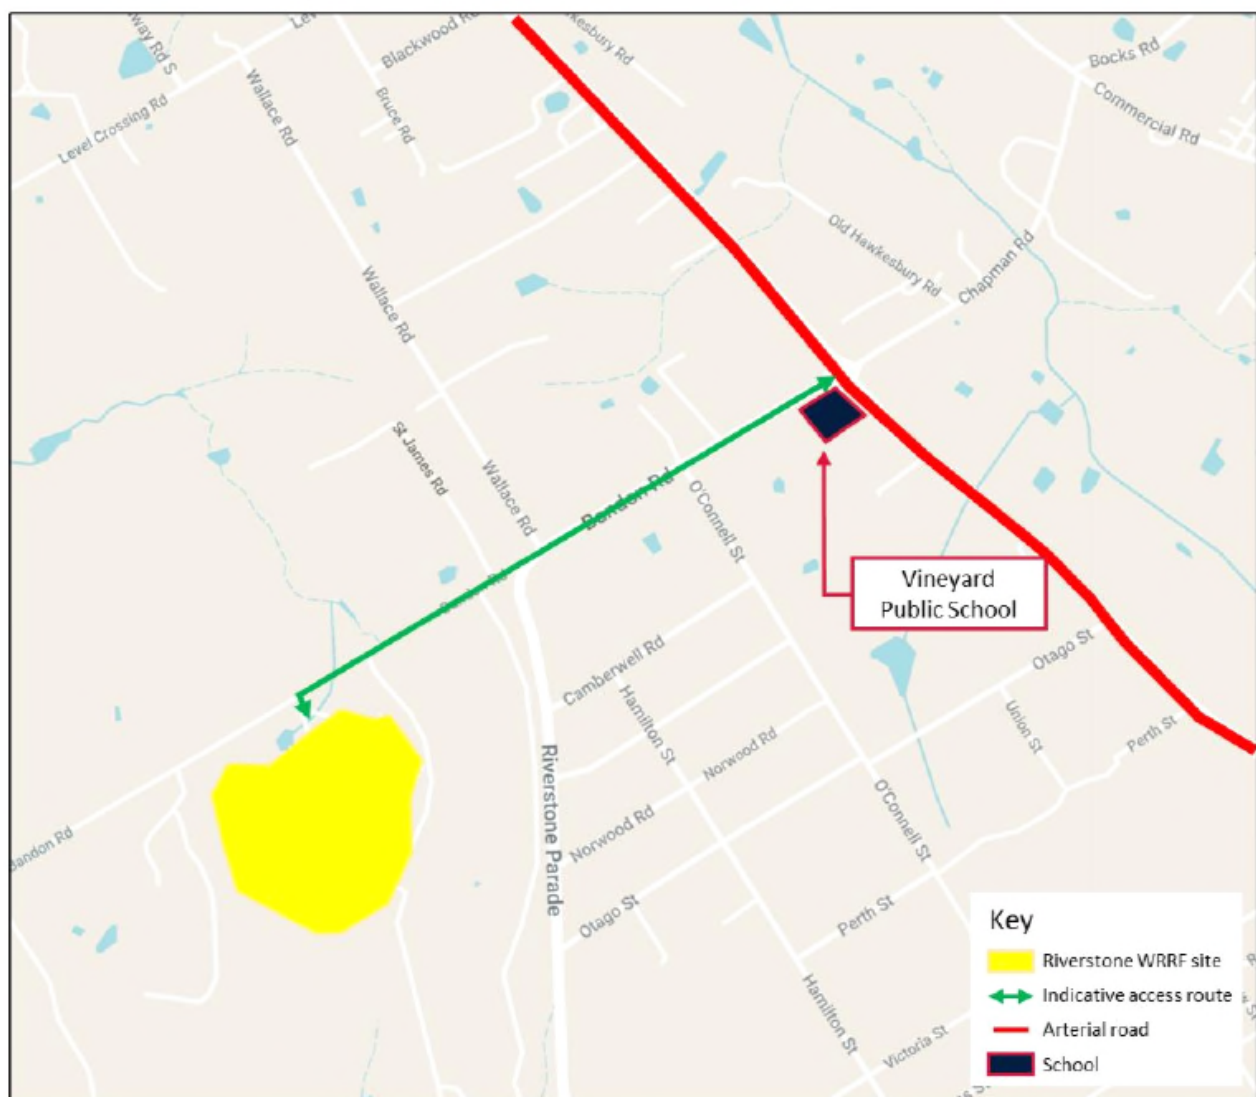 Blackwood Rd
Level Crossing Rd
Wallace Rd
Bruce Rd
Bocks Rd
Commercial Rd
Old Hawkesbury Rd
Chapman Rd
Wallace Rd
St James Rd
Wallace Rd
Bandon Rd
O'Connell St
Vineyard
Public School
Camberwell Rd
Hamilton St
Otago St
Union St
Perth St
Norwood Rd
Riverstone Parade
Norwood Rd
O'Connell St
Bandon Rd
Otago St
Perth St
Hamilton St
Victoria St
Key
Riverstone WRRF site
Indicative access route
Arterial road
School